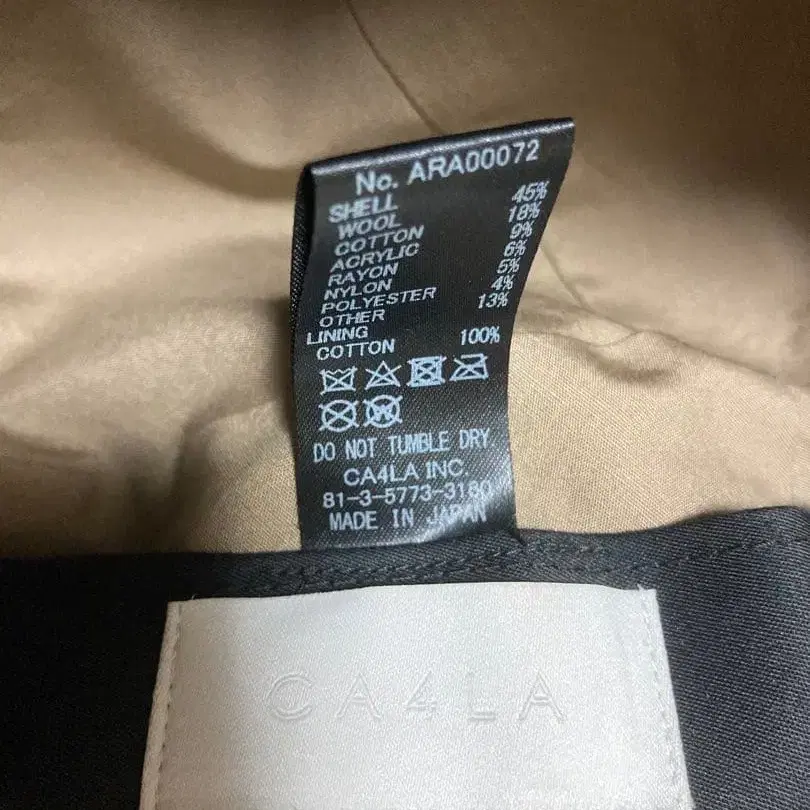 No. ARA00072
SHELL
WOOL 45%
COTTON 18%
ACRYLIC 9%
RAYON 6%
NYLON 5%
POLYESTER 4%
OTHER 13%
LINING
COTTON 100%
W
DO NOT TUMBLE DRY.
CA4LA INC.
81-3-5773-3160
MADE IN JAPAN
CA4LA